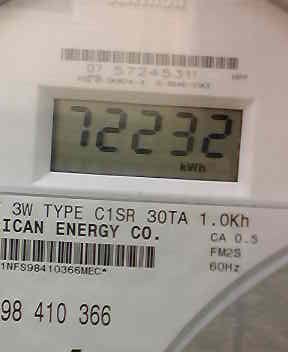 07 57245311
72232
kWh
3W TYPE C1SR 30TA 1.0Kh
ICAN ENERGY CO.
CA 0.5
FM2S
60Hz
1NFS98410366MEC*
98 410 366